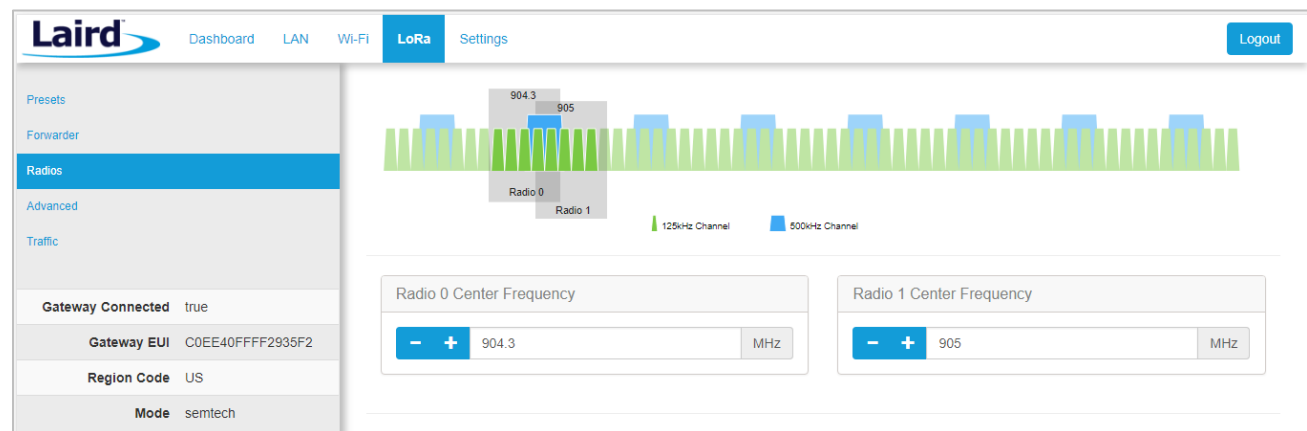 Laird
Dashboard LAN Wi-Fi LoRa Settings Logout
Presets
Forwarder
Radios
Advanced
Traffic
Gateway Connected true
Gateway EUI C0EE40FFFF2935F2
Region Code US
Mode semtech
904.3
905
Radio 0
Radio 1
125kHz Channel 500kHz Channel
Radio 0 Center Frequency
904.3 MHz
Radio 1 Center Frequency
905 MHz